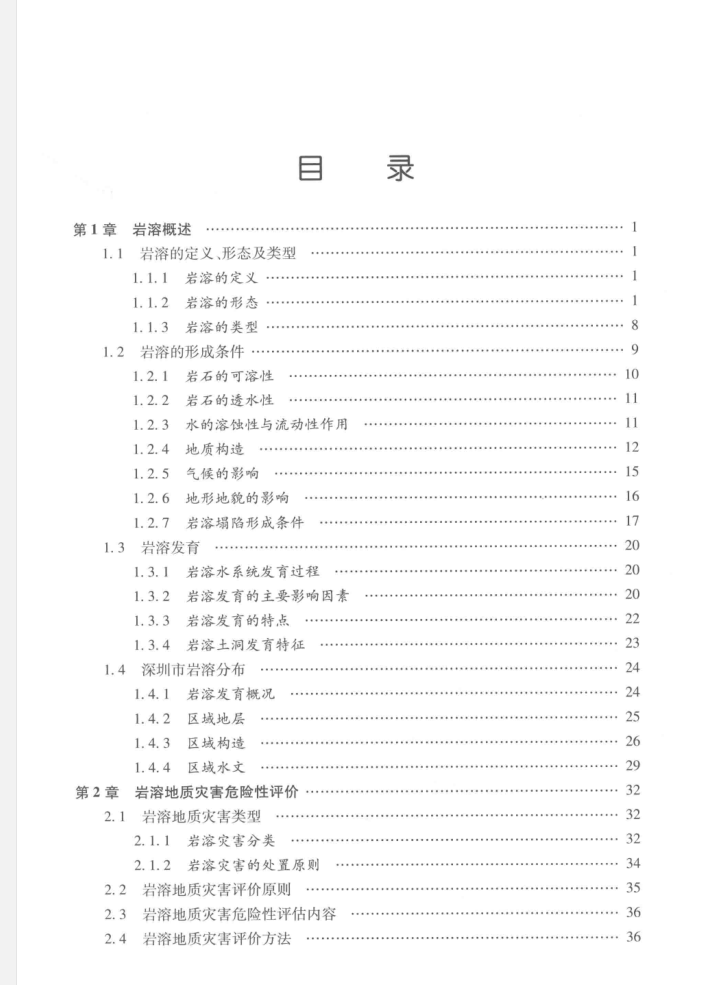 目 录
第1章 岩溶概述 …… 1
1.1 岩溶的定义、形态及类型 …… 1
1.1.1 岩溶的定义 …… 1
1.1.2 岩溶的形态 …… 1
1.1.3 岩溶的类型 …… 8
1.2 岩溶的形成条件 …… 9
1.2.1 岩石的可溶性 …… 10
1.2.2 岩石的透水性 …… 11
1.2.3 水的溶蚀性与流动性作用 …… 11
1.2.4 地质构造 …… 12
1.2.5 气候的影响 …… 15
1.2.6 地形地貌的影响 …… 16
1.2.7 岩溶塌陷形成条件 …… 17
1.3 岩溶发育 …… 20
1.3.1 岩溶水系统发育过程 …… 20
1.3.2 岩溶发育的主要影响因素 …… 20
1.3.3 岩溶发育的特点 …… 22
1.3.4 岩溶土洞发育特征 …… 23
1.4 深圳市岩溶分布 …… 24
1.4.1 岩溶发育概况 …… 24
1.4.2 区域地层 …… 25
1.4.3 区域构造 …… 26
1.4.4 区域水文 …… 29
第2章 岩溶地质灾害危险性评价 …… 32
2.1 岩溶地质灾害类型 …… 32
2.1.1 岩溶灾害分类 …… 32
2.1.2 岩溶灾害的处置原则 …… 34
2.2 岩溶地质灾害评价原则 …… 35
2.3 岩溶地质灾害危险性评估内容 …… 36
2.4 岩溶地质灾害评价方法 …… 36